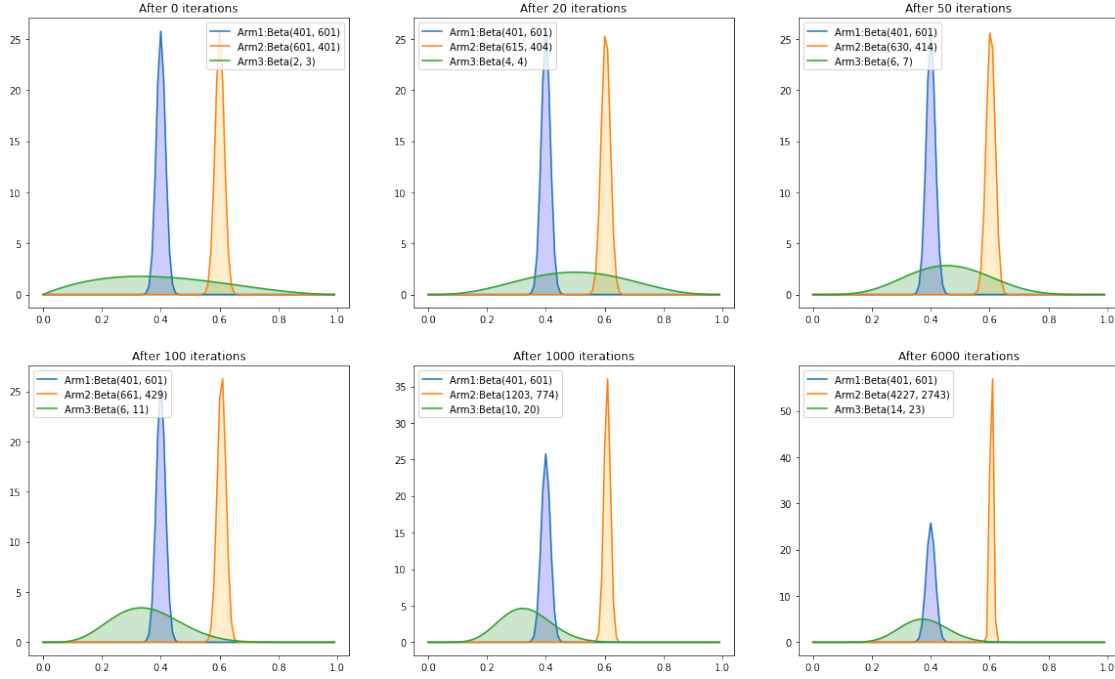 After 0 iterations
Arm1:Beta(401, 601)
Arm2:Beta(601, 401)
Arm3:Beta(2, 3)
25
20
15
10
5
0
0.0 0.2 0.4 0.6 0.8 1.0
After 20 iterations
Arm1:Beta(401, 601)
Arm2:Beta(615, 404)
Arm3:Beta(4, 4)
25
20
15
10
5
0
0.0 0.2 0.4 0.6 0.8 1.0
After 50 iterations
Arm1:Beta(401, 601)
Arm2:Beta(630, 414)
Arm3:Beta(6, 7)
25
20
15
10
5
0
0.0 0.2 0.4 0.6 0.8 1.0
After 100 iterations
Arm1:Beta(401, 601)
Arm2:Beta(661, 429)
Arm3:Beta(6, 11)
25
20
15
10
5
0
0.0 0.2 0.4 0.6 0.8 1.0
After 1000 iterations
Arm1:Beta(401, 601)
Arm2:Beta(1203, 774)
Arm3:Beta(10, 20)
35
30
25
20
15
10
5
0
0.0 0.2 0.4 0.6 0.8 1.0
After 6000 iterations
Arm1:Beta(401, 601)
Arm2:Beta(4227, 2743)
Arm3:Beta(14, 23)
50
40
30
20
10
0
0.0 0.2 0.4 0.6 0.8 1.0